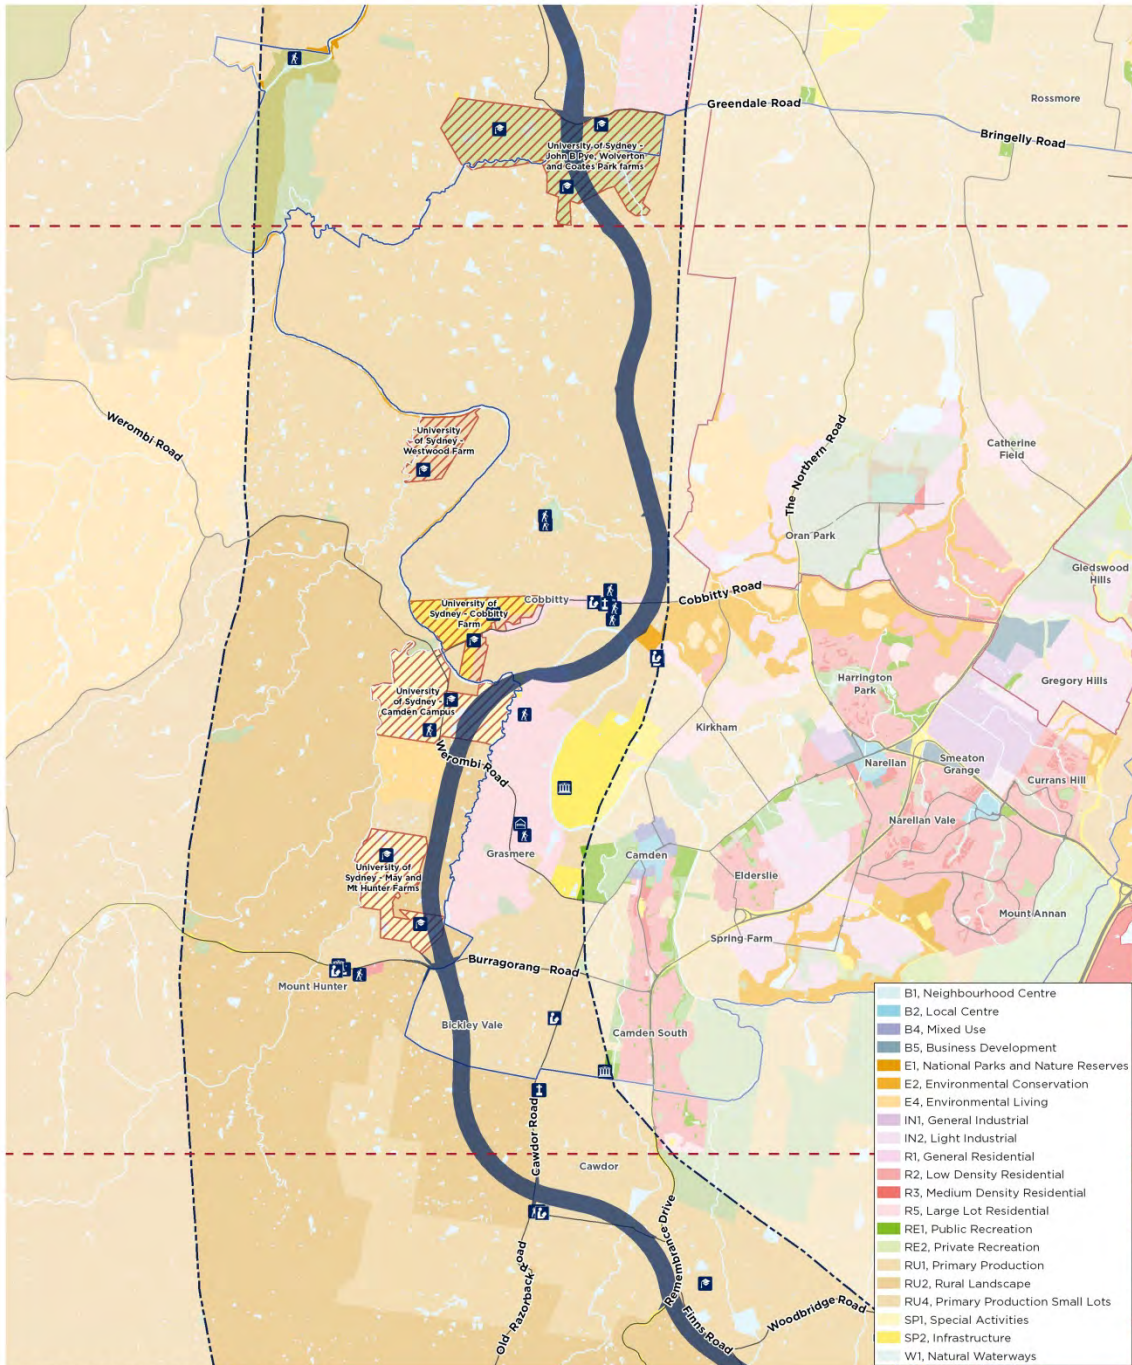 Greendale Road
Rossmore
Bringelly Road
University of Sydney -
John B Pye, Wolverton
and Coates Park farms
Werombi Road
University
of Sydney -
Westwood Farm
The Northern Road
Catherine
Field
Oran Park
Gledswood
Hills
University of
Sydney - Cobbitty
Farm
Cobbitty
Cobbitty Road
Harrington
Park
Gregory Hills
University
of Sydney -
Camden Campus
Kirkham
Werombi Road
Narellan
Smeaton
Grange
Currans Hill
Narellan Vale
Grasmere
Camden
University of
Sydney - May and
Mt Hunter Farms
Elderslie
Mount Annan
Spring Farm
Burragorang Road
Mount Hunter
Bickley Vale
Camden South
Cawdor Road
Cawdor
Remembrance Drive
Old Razorback Road
Finns Road
Woodbridge Road
B1, Neighbourhood Centre
B2, Local Centre
B4, Mixed Use
B5, Business Development
E1, National Parks and Nature Reserves
E2, Environmental Conservation
E4, Environmental Living
IN1, General Industrial
IN2, Light Industrial
R1, General Residential
R2, Low Density Residential
R3, Medium Density Residential
R5, Large Lot Residential
RE1, Public Recreation
RE2, Private Recreation
RU1, Primary Production
RU2, Rural Landscape
RU4, Primary Production Small Lots
SP1, Special Activities
SP2, Infrastructure
W1, Natural Waterways